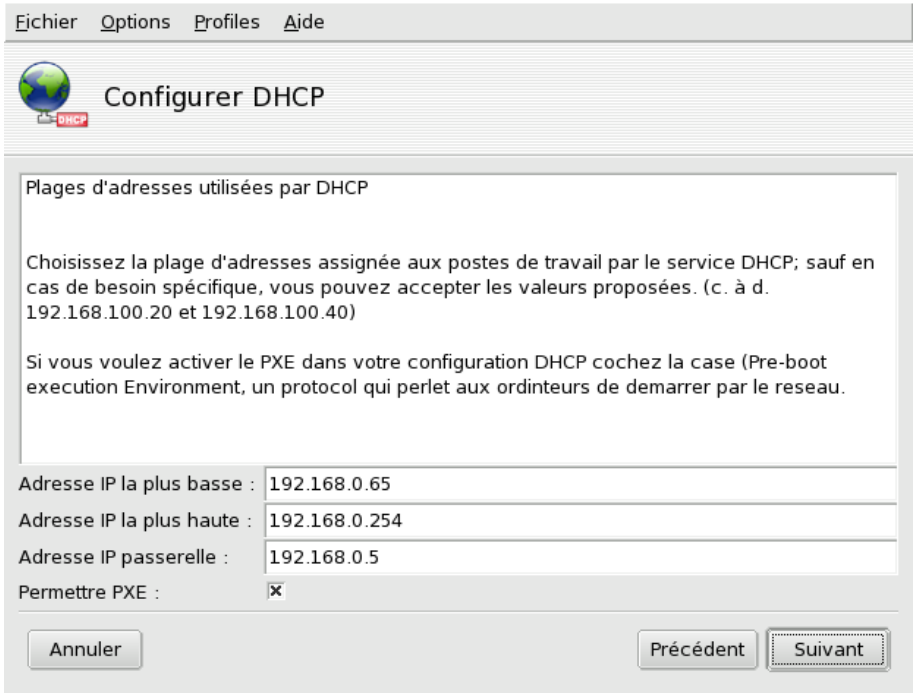 Fichier Options Profiles Aide
Configurer DHCP
DHCP
Plages d'adresses utilisées par DHCP
Choisissez la plage d'adresses assignée aux postes de travail par le service DHCP; sauf en
cas de besoin spécifique, vous pouvez accepter les valeurs proposées. (c. à d.
192.168.100.20 et 192.168.100.40)
Si vous voulez activer le PXE dans votre configuration DHCP cochez la case (Pre-boot
execution Environment, un protocol qui perlet aux ordinteurs de demarrer par le reseau.
Adresse IP la plus basse : 192.168.0.65
Adresse IP la plus haute : 192.168.0.254
Adresse IP passerelle : 192.168.0.5
Permettre PXE :
Annuler Précédent Suivant